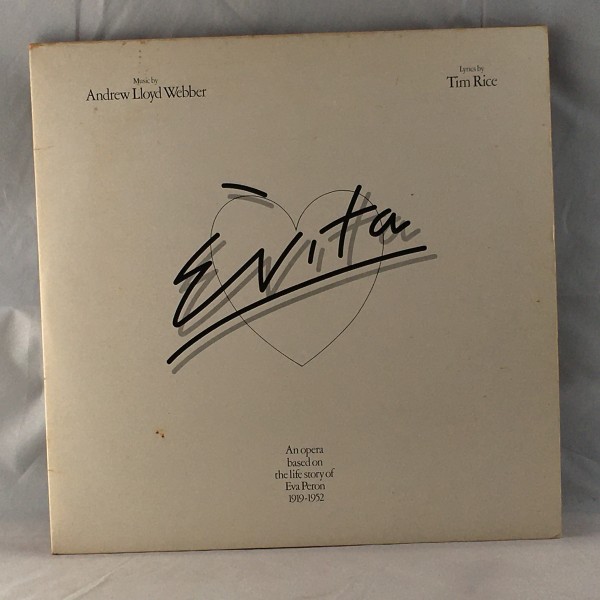 Music by
Andrew Lloyd Webber
Lyrics by
Tim Rice
Evita
An opera
based on
the life story of
Eva Peron
1919-1952